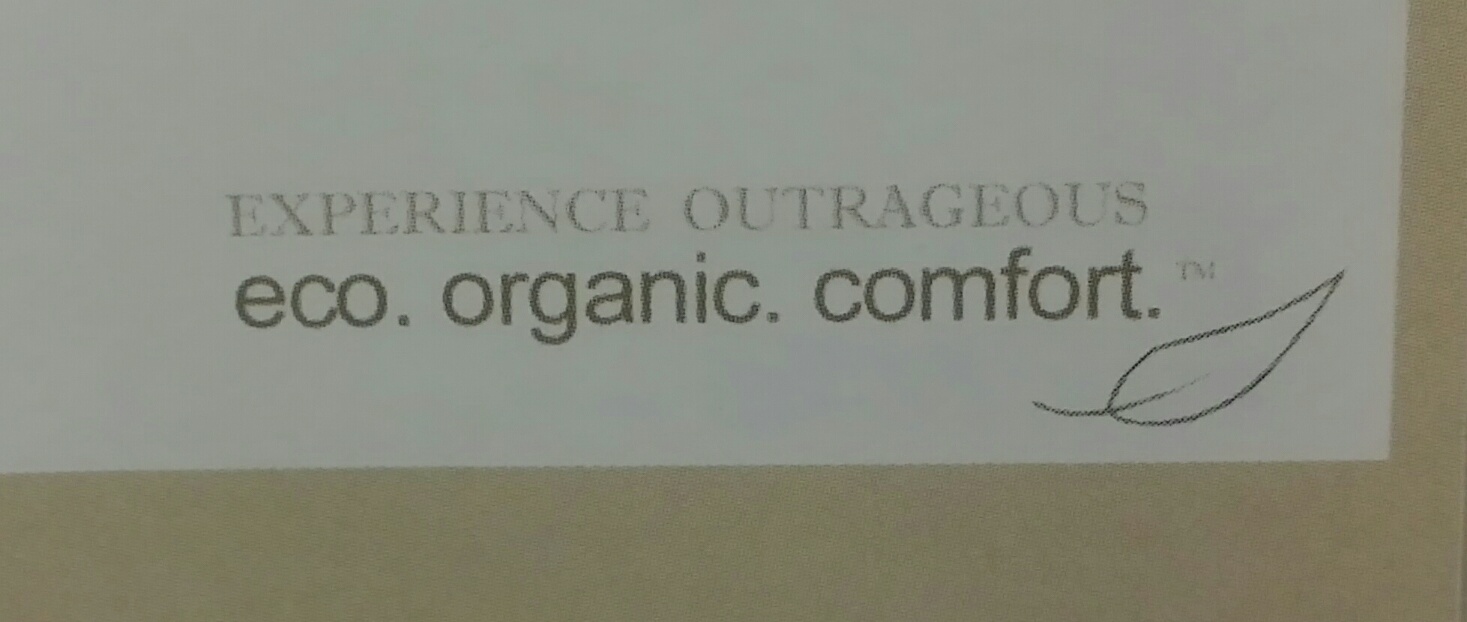 EXPERIENCE OUTRAGEOUS
eco. organic. comfort.™